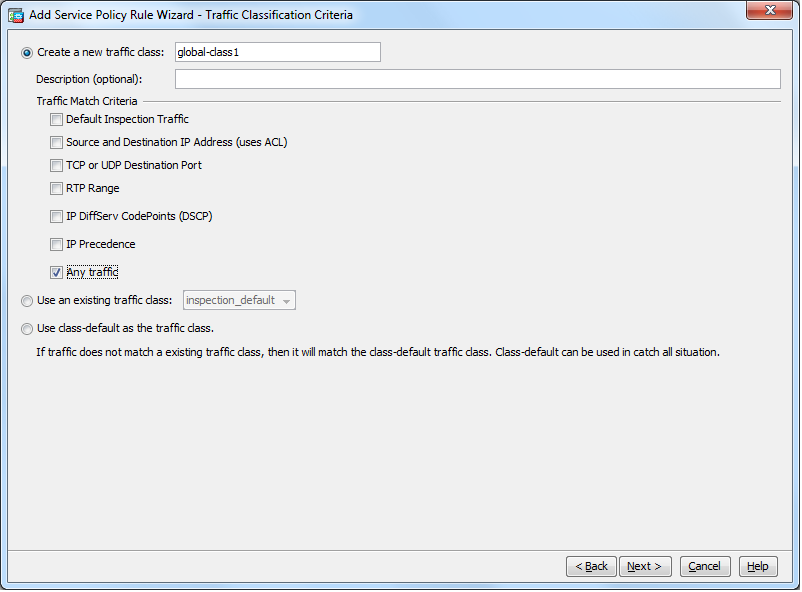 Add Service Policy Rule Wizard - Traffic Classification Criteria
Create a new traffic class: global-class1
Description (optional):
Traffic Match Criteria
Default Inspection Traffic
Source and Destination IP Address (uses ACL)
TCP or UDP Destination Port
RTP Range
IP DiffServ CodePoints (DSCP)
IP Precedence
Any traffic
Use an existing traffic class: inspection_default
Use class-default as the traffic class.
If traffic does not match a existing traffic class, then it will match the class-default traffic class. Class-default can be used in catch all situation.
< Back Next > Cancel Help